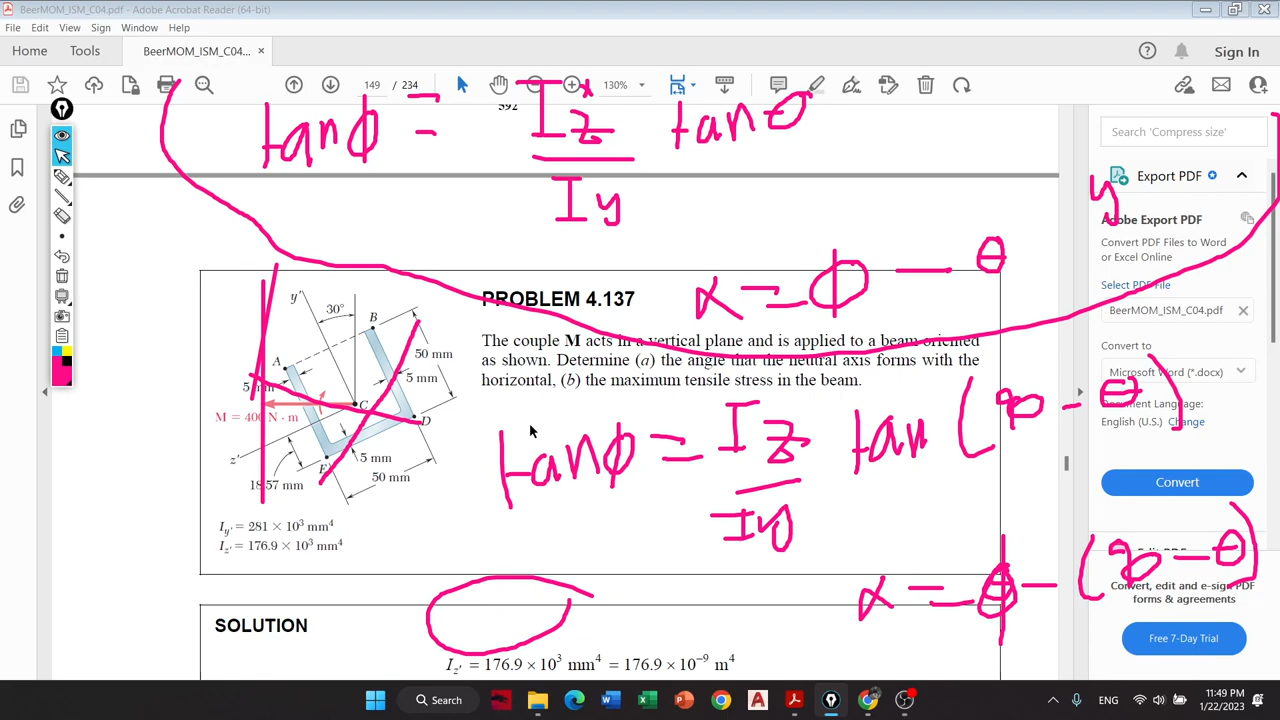 BeerMOM_ISM_C04.pdf - Adobe Acrobat Reader (64-bit)
File Edit View Sign Window Help
Home Tools BeerMOM_ISM_C04... × Sign In
149 / 234 130%
S92
tanϕ = Iz / Iy tanθ
y
α = ϕ — θ
PROBLEM 4.137
The couple M acts in a vertical plane and is applied to a beam oriented
as shown. Determine (a) the angle that the neutral axis forms with the
horizontal, (b) the maximum tensile stress in the beam.
y′
30°
B
A
50 mm
5 mm
5 mm
C
M = 400 N · m
D
z′
E
5 mm
18.57 mm
50 mm
Iy′ = 281 × 10³ mm⁴
Iz′ = 176.9 × 10³ mm⁴
tanϕ = Iz / Iy tan (90 - θ)
α = ϕ — (90 — θ)
SOLUTION
Iz′ = 176.9 × 10³ mm⁴ = 176.9 × 10⁻⁹ m⁴
Search 'Compress size'
Export PDF
Adobe Export PDF
Convert PDF Files to Word
or Excel Online
Select PDF File
BeerMOM_ISM_C04.pdf
Convert to
Microsoft Word (*.docx)
Document Language:
English (U.S.) Change
Convert
Edit PDF
Convert, edit and e-sign PDF
forms & agreements
Free 7-Day Trial
Search
ENG
11:49 PM
1/22/2023